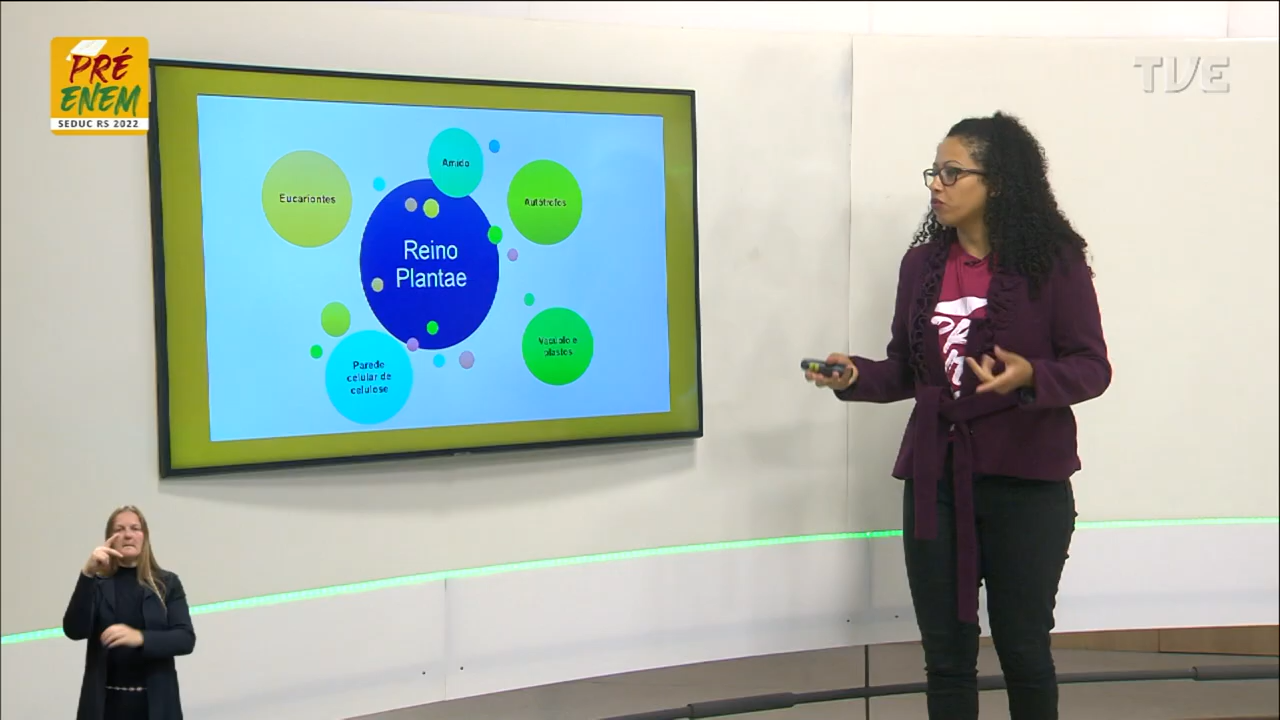 PRÉ
ENEM
SEDUC RS 2022
TVE
Amido
Eucariontes
Autótrofos
Reino
Plantae
Vacúolo e
plastos
Parede
celular de
celulose